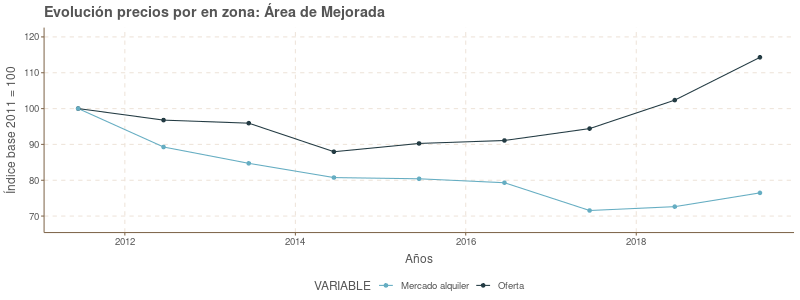 Evolución precios por en zona: Área de Mejorada
Índice base 2011 = 100
120
110
100
90
80
70
2012
2014
2016
2018
Años
VARIABLE Mercado alquiler Oferta